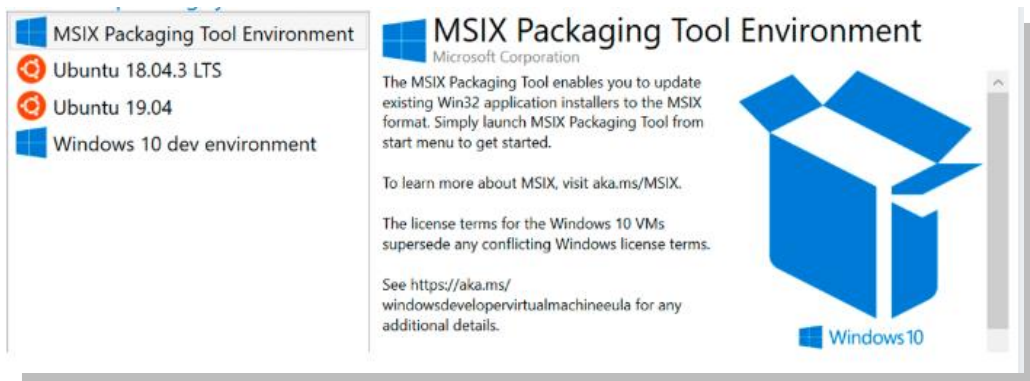 MSIX Packaging Tool Environment
Ubuntu 18.04.3 LTS
Ubuntu 19.04
Windows 10 dev environment
MSIX Packaging Tool Environment
Microsoft Corporation
The MSIX Packaging Tool enables you to update
existing Win32 application installers to the MSIX
format. Simply launch MSIX Packaging Tool from
start menu to get started.
To learn more about MSIX, visit aka.ms/MSIX.
The license terms for the Windows 10 VMs
supersede any conflicting Windows license terms.
See https://aka.ms/
windowsdevelopervirtualmachineeula for any
additional details.
Windows 10